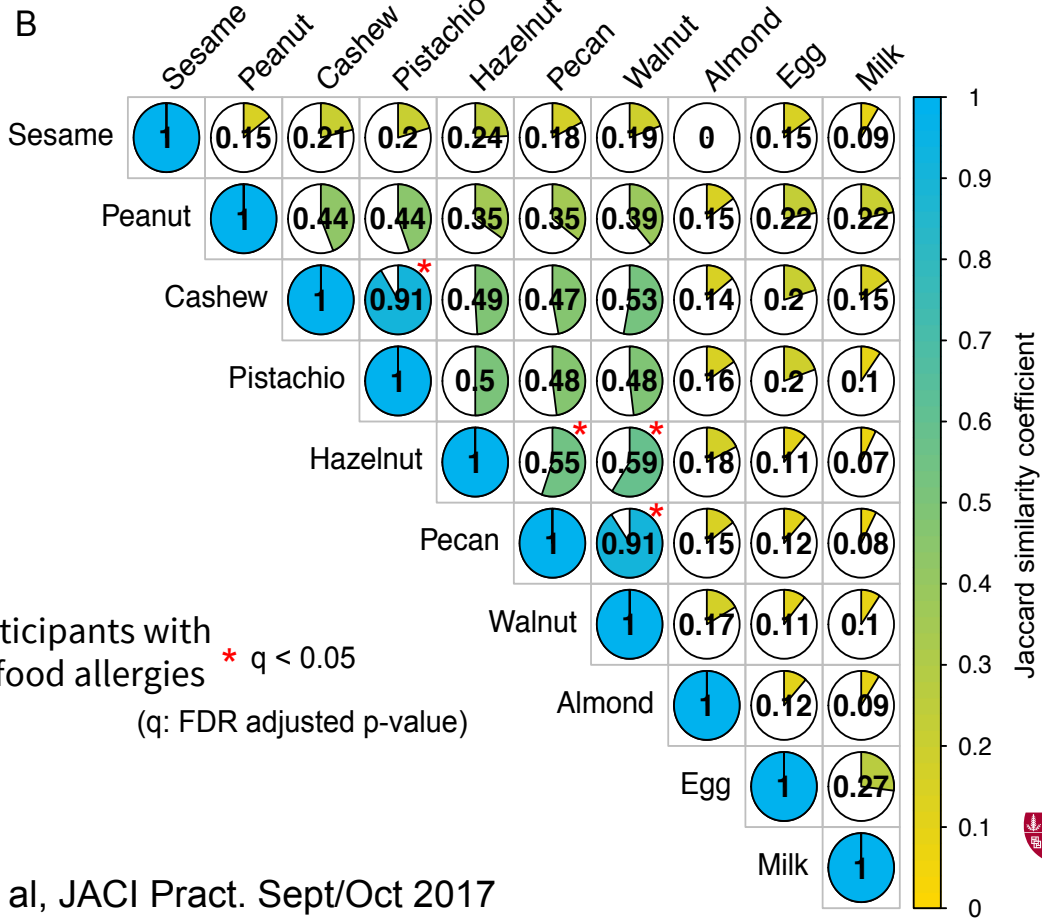 B
Sesame Peanut Cashew Pistachio Hazelnut Pecan Walnut Almond Egg Milk
Sesame 1 0.15 0.21 0.2 0.24 0.18 0.19 0 0.15 0.09
Peanut 1 0.44 0.44 0.35 0.35 0.39 0.15 0.22 0.22
Cashew 1 0.91 * 0.49 0.47 0.53 0.14 0.2 0.15
Pistachio 1 0.5 0.48 0.48 0.16 0.2 0.1
Hazelnut 1 0.55 * 0.59 * 0.18 0.11 0.07
Pecan 1 0.91 * 0.15 0.12 0.08
Walnut 1 0.17 0.11 0.1
Almond 1 0.12 0.09
Egg 1 0.27
Milk 1
1
0.9
0.8
0.7
0.6
0.5
0.4
0.3
0.2
0.1
0
Jaccard similarity coefficient
ticipants with
food allergies
* q < 0.05
(q: FDR adjusted p-value)
al, JACI Pract. Sept/Oct 2017